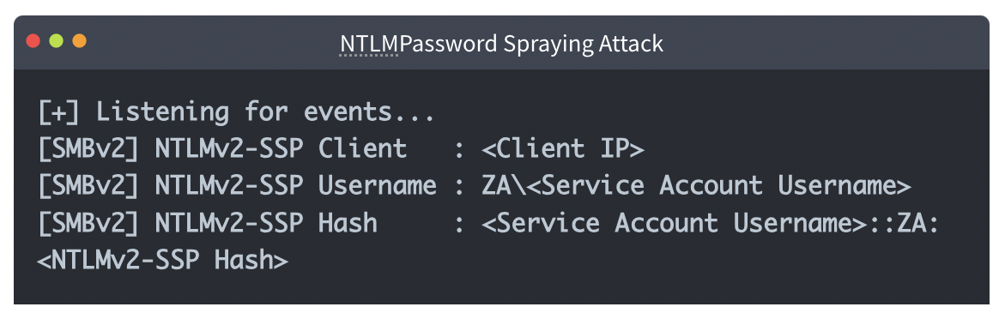 NTLMPassword Spraying Attack
[+] Listening for events...
[SMBv2] NTLMv2-SSP Client   : <Client IP>
[SMBv2] NTLMv2-SSP Username : ZA\<Service Account Username>
[SMBv2] NTLMv2-SSP Hash     : <Service Account Username>::ZA:
<NTLMv2-SSP Hash>